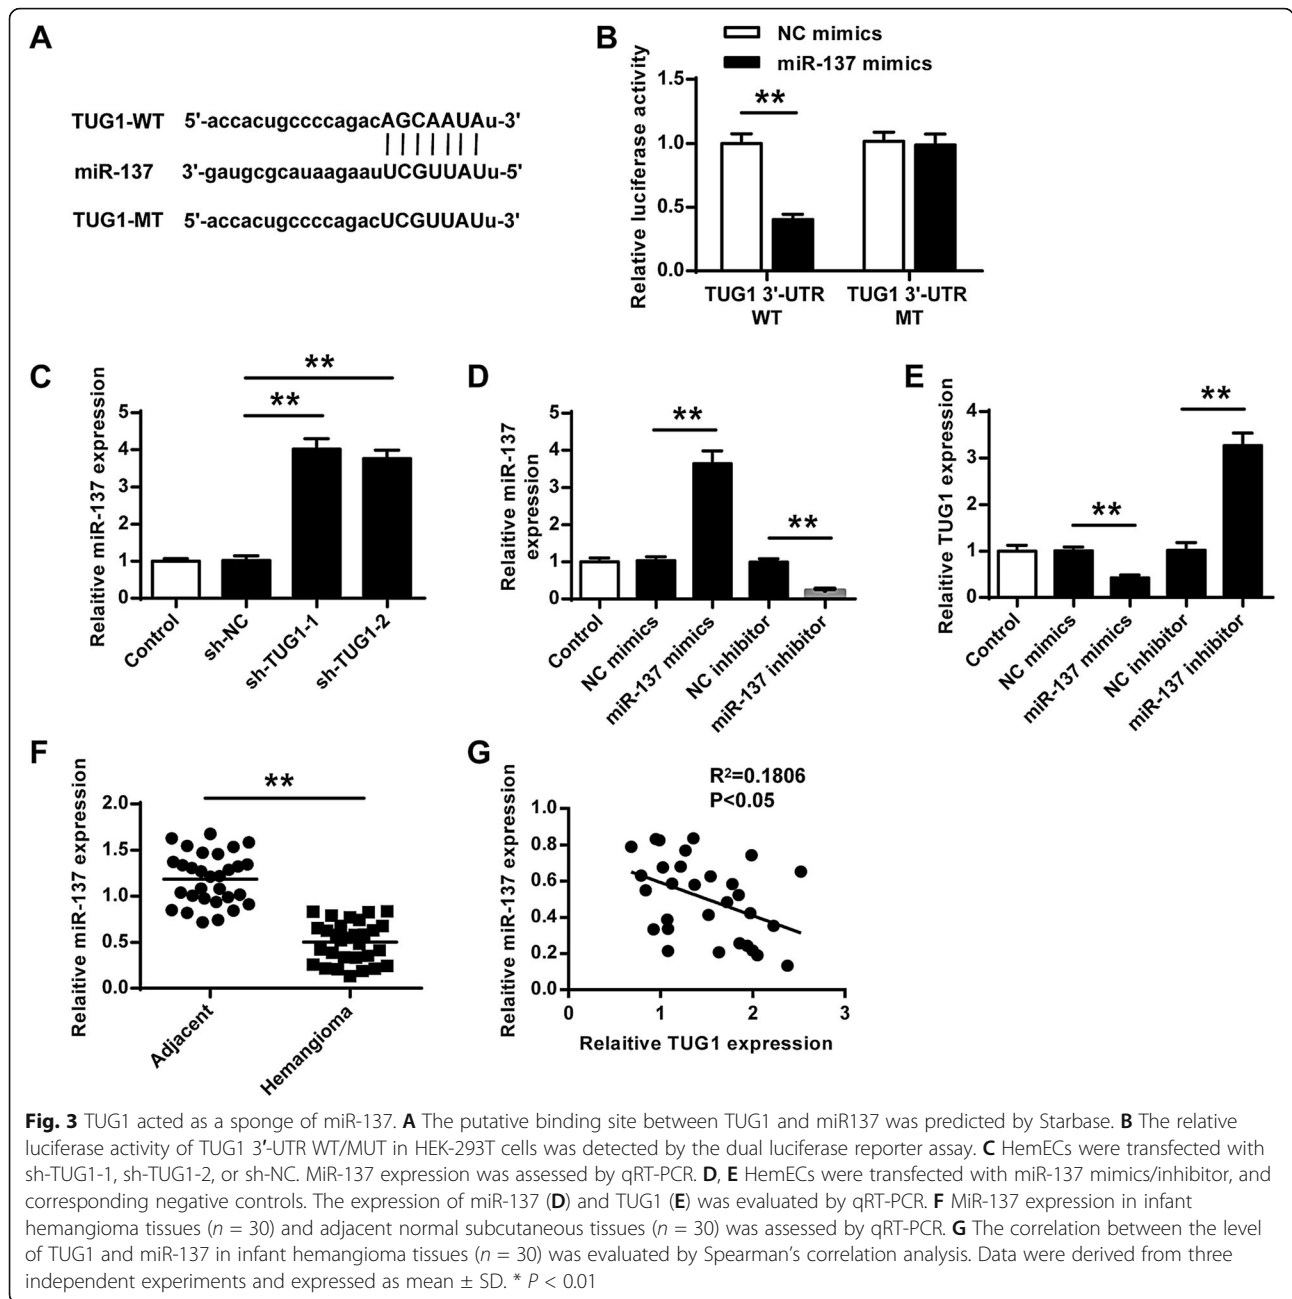 A
TUG1-WT 5'-accacugccccagacAGCAAUAu-3'
miR-137 3'-gaugcgcauaagaauUCGUUAUu-5'
TUG1-MT 5'-accacugccccagacUCGUUAUu-3'
B
NC mimics
miR-137 mimics
Relative luciferase activity
1.5
1.0
0.5
0.0
**
TUG1 3'-UTR
WT
TUG1 3'-UTR
MT
C
Relaitive miR-137 expression
5
4
3
2
1
0
**
**
Control
sh-NC
sh-TUG1-1
sh-TUG1-2
D
Relaitive miR-137
expression
5
4
3
2
1
0
**
**
Control
NC mimics
miR-137 mimics
NC inhibitor
miR-137 inhibitor
E
Relative TUG1 expression
4
3
2
1
0
**
**
Control
NC mimics
miR-137 mimics
NC inhibitor
miR-137 inhibitor
F
Relaitive miR-137 expression
2.0
1.5
1.0
0.5
0.0
**
Adjacent
Hemangioma
G
Relaitive miR-137 expression
R²=0.1806
P<0.05
1.0
0.8
0.6
0.4
0.2
0.0
0 1 2 3
Relaitive TUG1 expression
Fig. 3 TUG1 acted as a sponge of miR-137. A The putative binding site between TUG1 and miR137 was predicted by Starbase. B The relative
luciferase activity of TUG1 3′-UTR WT/MUT in HEK-293T cells was detected by the dual luciferase reporter assay. C HemECs were transfected with
sh-TUG1-1, sh-TUG1-2, or sh-NC. MiR-137 expression was assessed by qRT-PCR. D, E HemECs were transfected with miR-137 mimics/inhibitor, and
corresponding negative controls. The expression of miR-137 (D) and TUG1 (E) was evaluated by qRT-PCR. F MiR-137 expression in infant
hemangioma tissues (n = 30) and adjacent normal subcutaneous tissues (n = 30) was assessed by qRT-PCR. G The correlation between the level
of TUG1 and miR-137 in infant hemangioma tissues (n = 30) was evaluated by Spearman's correlation analysis. Data were derived from three
independent experiments and expressed as mean ± SD. * P < 0.01